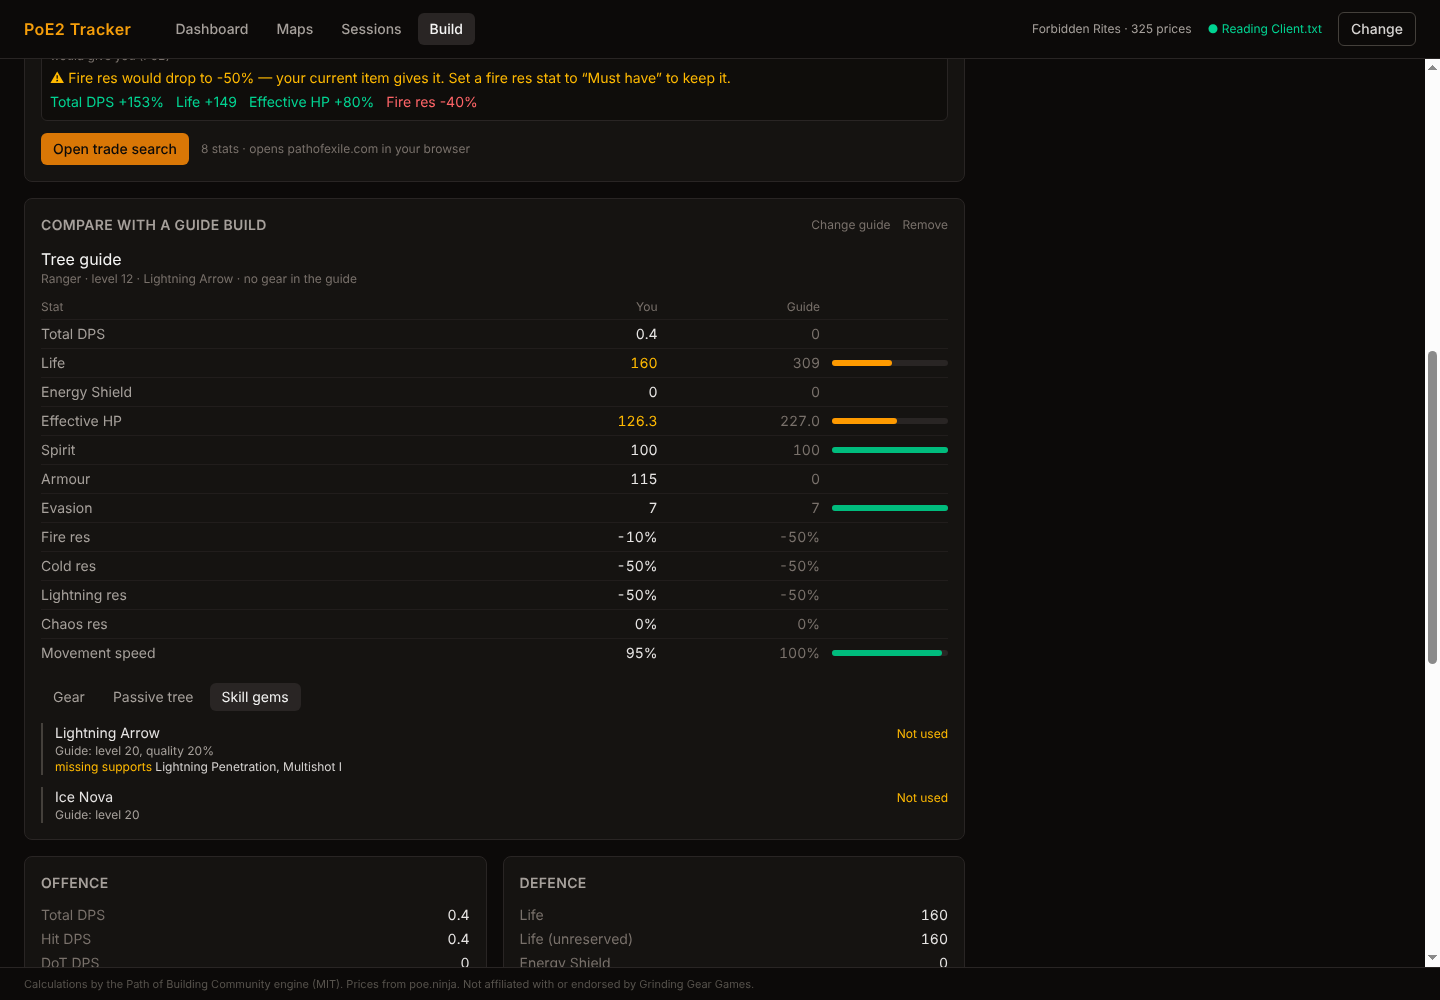 PoE2 Tracker Dashboard Maps Sessions Build Forbidden Rites · 325 prices Reading Client.txt Change
⚠ Fire res would drop to -50% — your current item gives it. Set a fire res stat to “Must have” to keep it.
Total DPS +153% Life +149 Effective HP +80% Fire res -40%
Open trade search 8 stats · opens pathofexile.com in your browser
COMPARE WITH A GUIDE BUILD Change guide Remove
Tree guide
Ranger · level 12 · Lightning Arrow · no gear in the guide
Stat You Guide
Total DPS 0.4 0
Life 160 309
Energy Shield 0 0
Effective HP 126.3 227.0
Spirit 100 100
Armour 115 0
Evasion 7 7
Fire res -10% -50%
Cold res -50% -50%
Lightning res -50% -50%
Chaos res 0% 0%
Movement speed 95% 100%
Gear Passive tree Skill gems
Lightning Arrow Not used
Guide: level 20, quality 20%
missing supports Lightning Penetration, Multishot I
Ice Nova Not used
Guide: level 20
OFFENCE DEFENCE
Total DPS 0.4 Life 160
Hit DPS 0.4 Life (unreserved) 160
DoT DPS 0 Energy Shield 0
Calculations by the Path of Building Community engine (MIT). Prices from poe.ninja. Not affiliated with or endorsed by Grinding Gear Games.